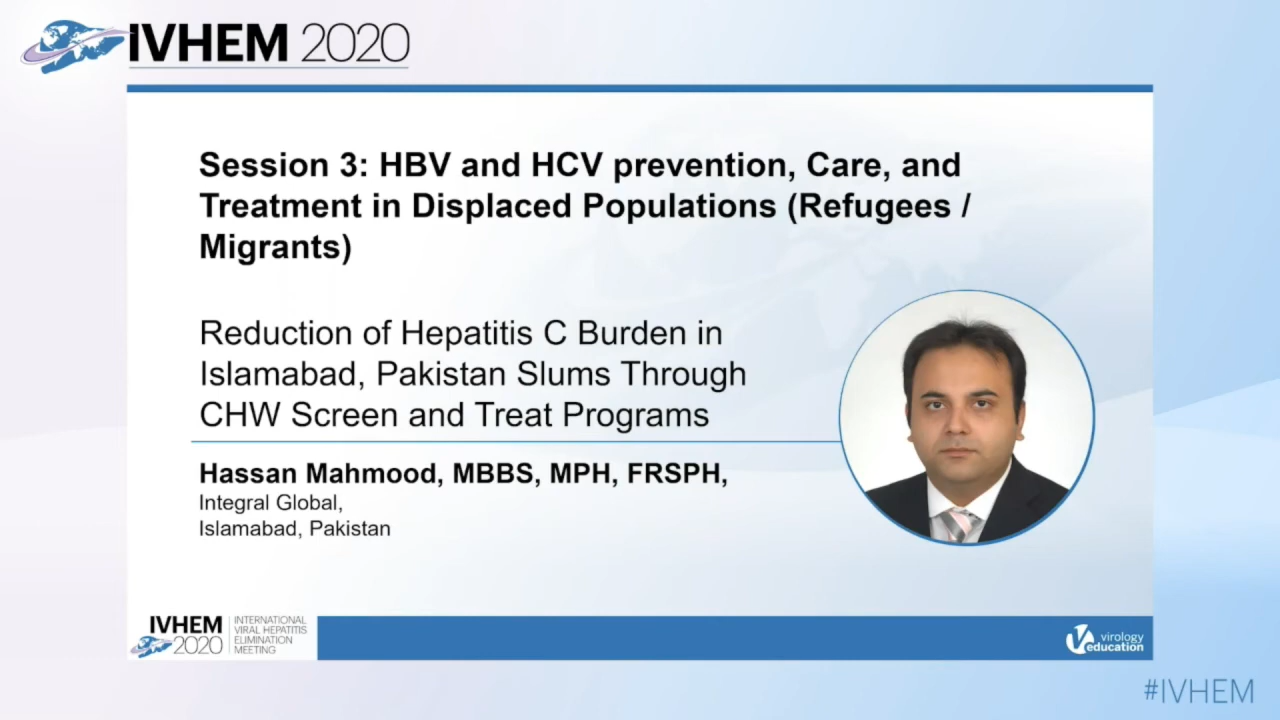 IVHEM 2020
Session 3: HBV and HCV prevention, Care, and
Treatment in Displaced Populations (Refugees /
Migrants)
Reduction of Hepatitis C Burden in
Islamabad, Pakistan Slums Through
CHW Screen and Treat Programs
Hassan Mahmood, MBBS, MPH, FRSPH,
Integral Global,
Islamabad, Pakistan
IVHEM
2020
INTERNATIONAL
VIRAL HEPATITIS
ELIMINATION
MEETING
virology
education
#IVHEM